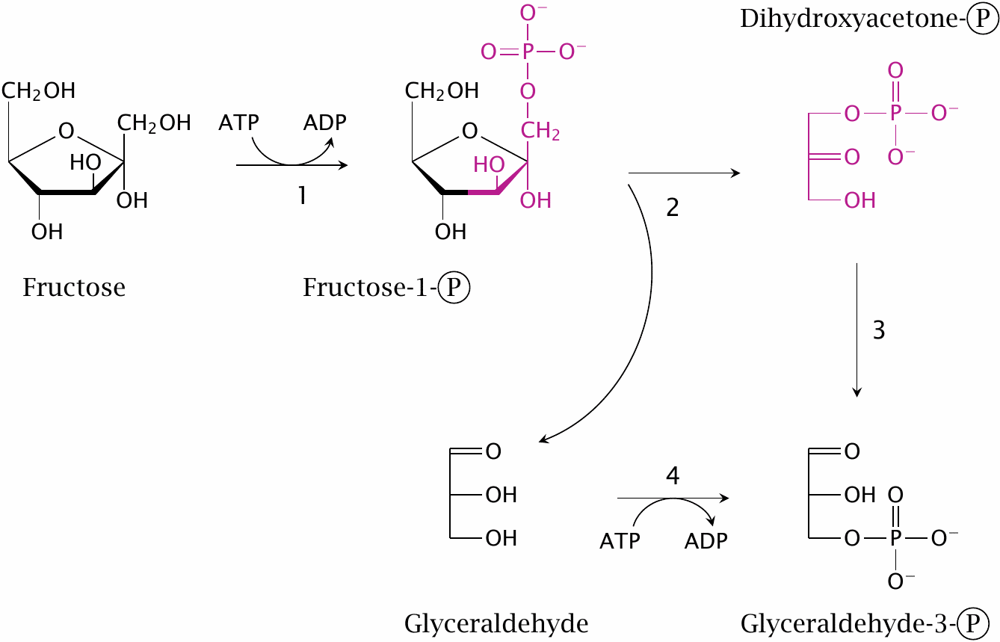 Dihydroxyacetone-P
O⁻
O=P—O⁻
O
CH₂OH
O
CH₂OH
HO
OH
OH
Fructose
ATP
ADP
1
CH₂OH
O
CH₂
HO
OH
OH
Fructose-1-P
2
O
O—P—O⁻
O
O⁻
OH
3
O
OH
OH
Glyceraldehyde
4
ATP
ADP
O
OH
O
O—P—O⁻
O⁻
Glyceraldehyde-3-P